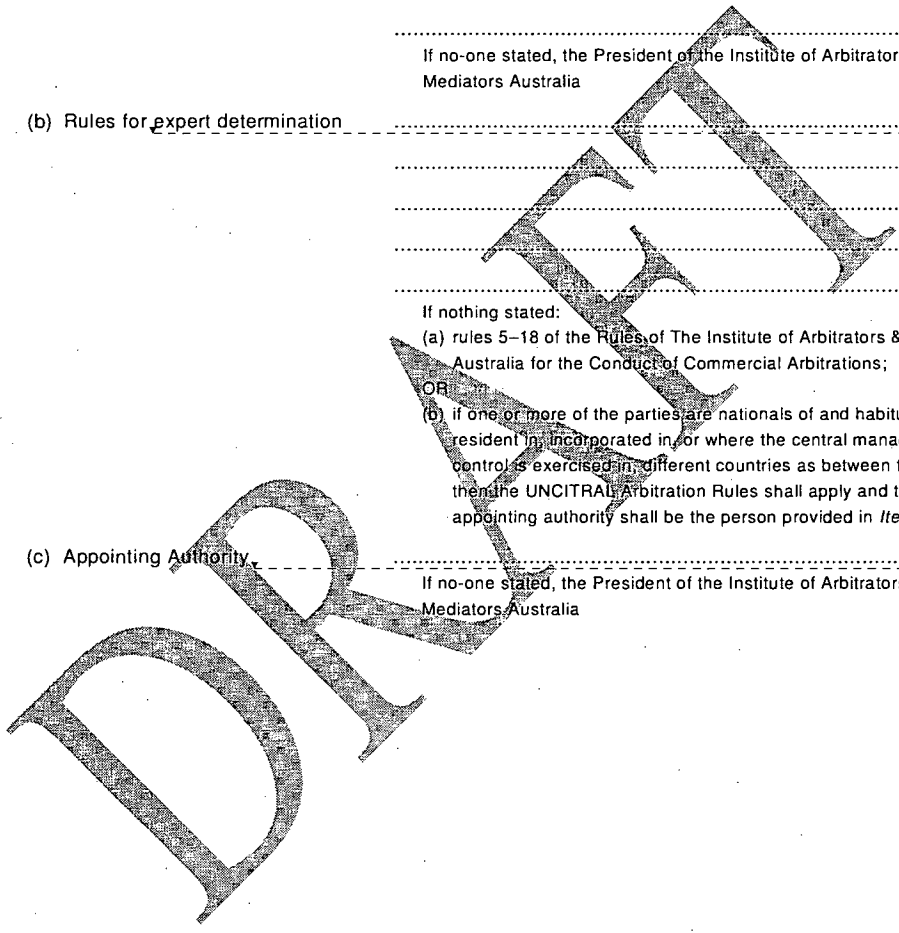 If no-one stated, the President of the Institute of Arbitrator
Mediators Australia
(b) Rules for expert determination
If nothing stated:
(a) rules 5–18 of the Rules of The Institute of Arbitrators &
Australia for the Conduct of Commercial Arbitrations;
OR
(b) if one or more of the parties are nationals of and habitu
resident in, incorporated in, or where the central mana
control is exercised in, different countries as between t
then the UNCITRAL Arbitration Rules shall apply and t
appointing authority shall be the person provided in Ite
(c) Appointing Authority
If no-one stated, the President of the Institute of Arbitrators
Mediators Australia
DRAFT